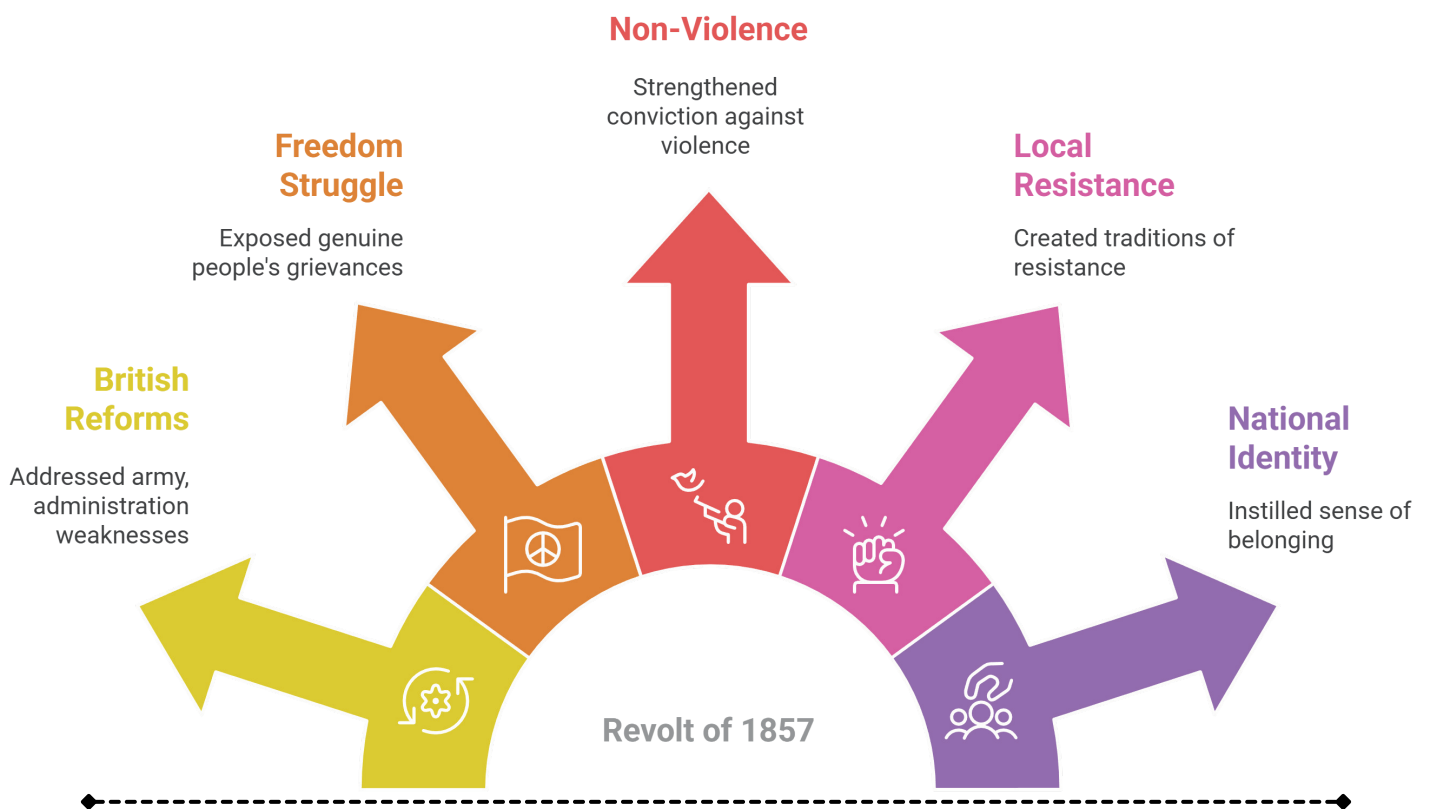 Non-Violence
Strengthened
conviction against
violence
Freedom
Struggle
Exposed genuine
people's grievances
Local
Resistance
Created traditions of
resistance
British
Reforms
Addressed army,
administration
weaknesses
National
Identity
Instilled sense of
belonging
Revolt of 1857